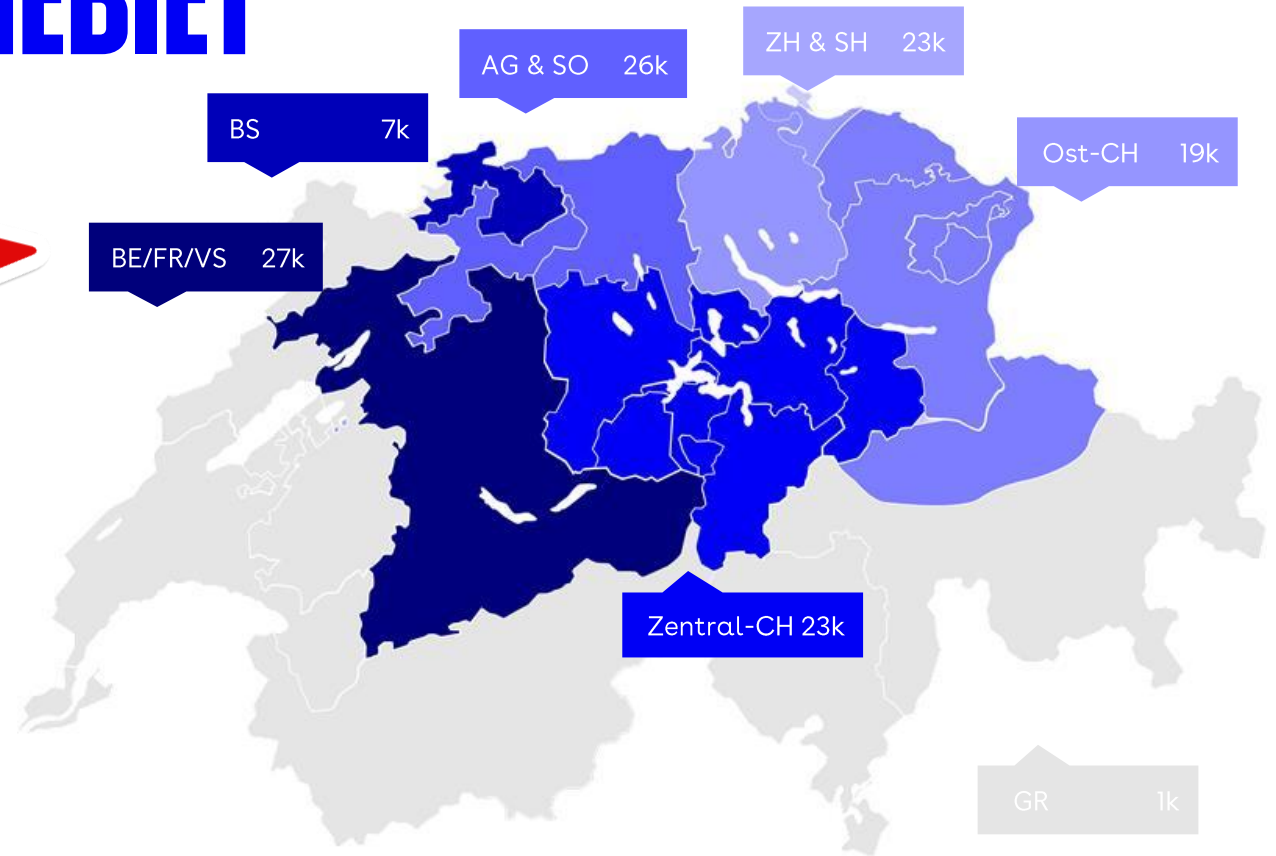 ZH & SH 23k
AG & SO 26k
BS 7k
Ost-CH 19k
BE/FR/VS 27k
Zentral-CH 23k
GR 1k